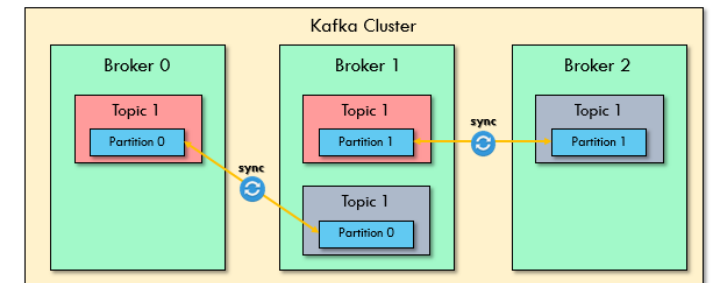 Kafka Cluster
Broker 0
Topic 1
Partition 0
sync
Broker 1
Topic 1
Partition 1
Topic 1
Partition 0
sync
Broker 2
Topic 1
Partition 1